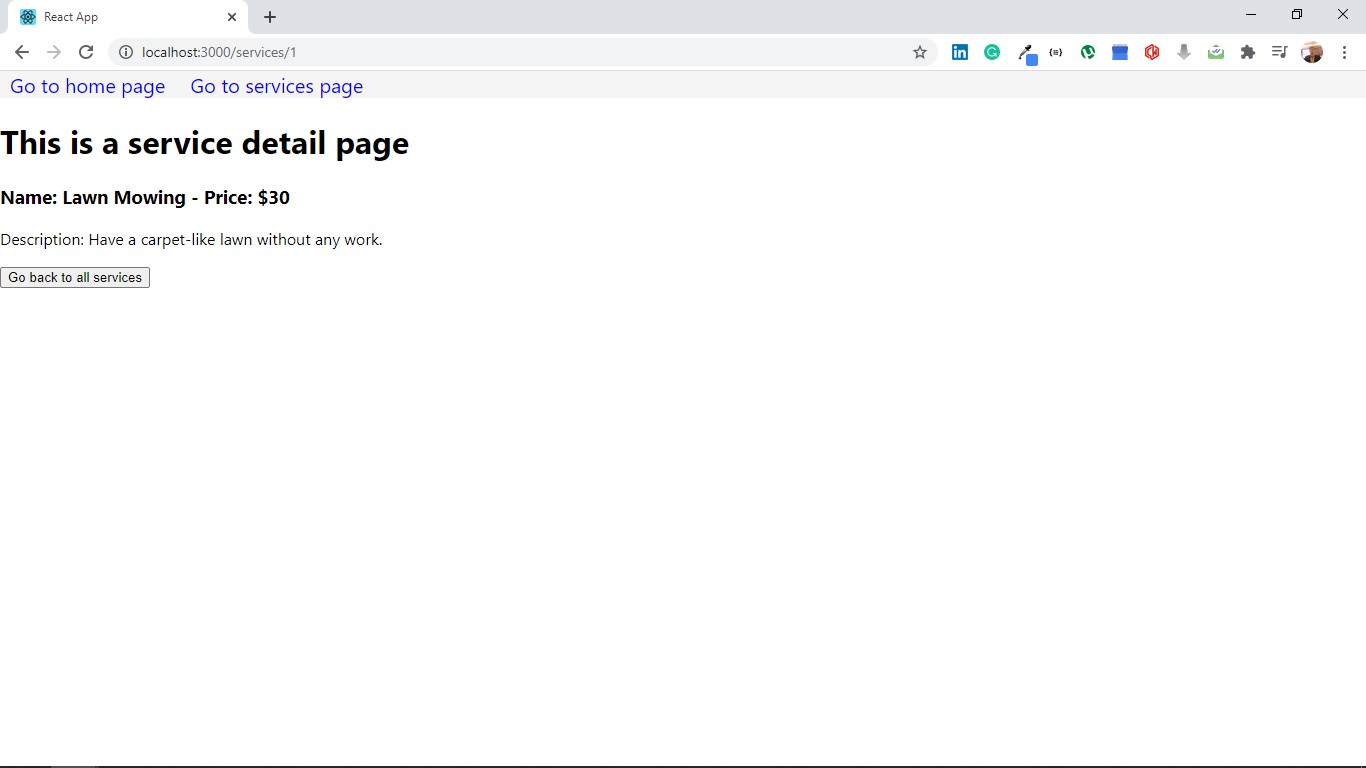 React App
localhost:3000/services/1
Go to home page Go to services page
This is a service detail page
Name: Lawn Mowing - Price: $30
Description: Have a carpet-like lawn without any work.
Go back to all services